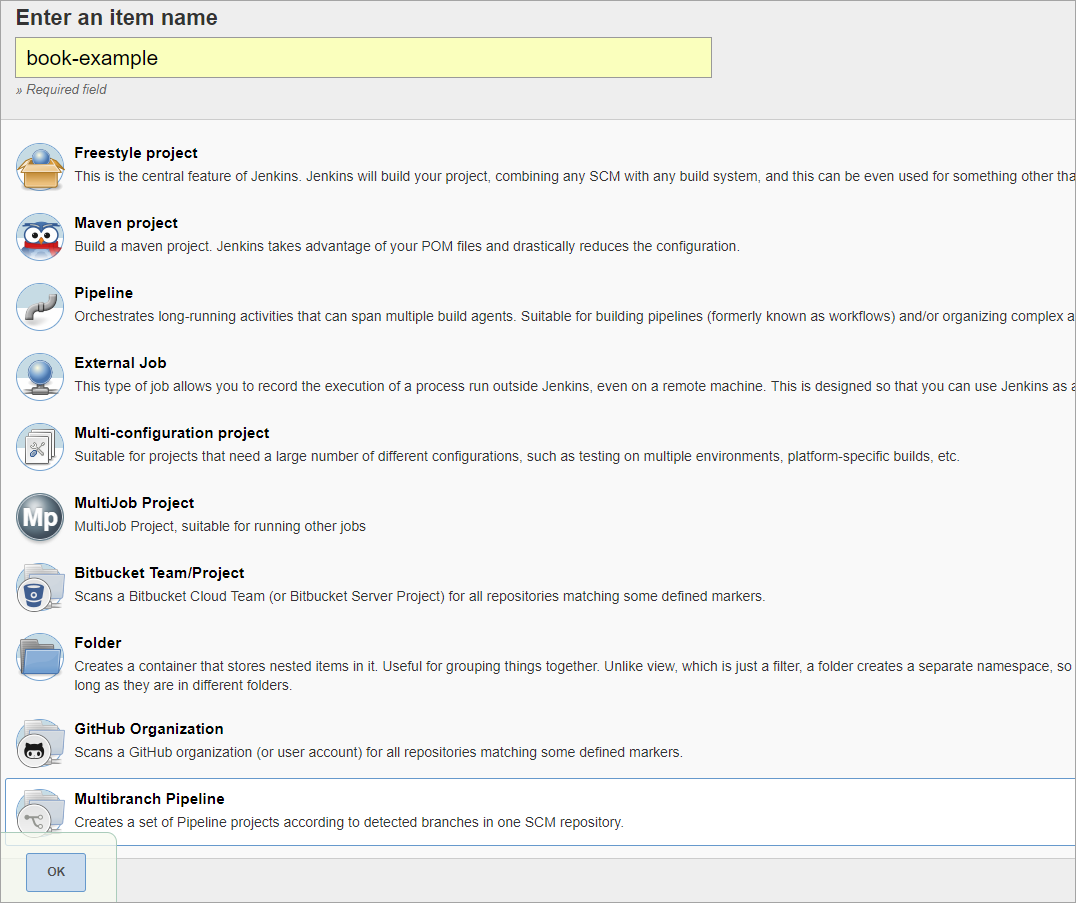 Enter an item name
book-example
» Required field
Freestyle project
This is the central feature of Jenkins. Jenkins will build your project, combining any SCM with any build system, and this can be even used for something other
Maven project
Build a maven project. Jenkins takes advantage of your POM files and drastically reduces the configuration.
Pipeline
Orchestrates long-running activities that can span multiple build agents. Suitable for building pipelines (formerly known as workflows) and/or organizing complex
External Job
This type of job allows you to record the execution of a process run outside Jenkins, even on a remote machine. This is designed so that you can use Jenkins as
Multi-configuration project
Suitable for projects that need a large number of different configurations, such as testing on multiple environments, platform-specific builds, etc.
Mp
MultiJob Project
MultiJob Project, suitable for running other jobs
Bitbucket Team/Project
Scans a Bitbucket Cloud Team (or Bitbucket Server Project) for all repositories matching some defined markers.
Folder
Creates a container that stores nested items in it. Useful for grouping things together. Unlike view, which is just a filter, a folder creates a separate namespace, so
long as they are in different folders.
GitHub Organization
Scans a GitHub organization (or user account) for all repositories matching some defined markers.
Multibranch Pipeline
Creates a set of Pipeline projects according to detected branches in one SCM repository.
OK